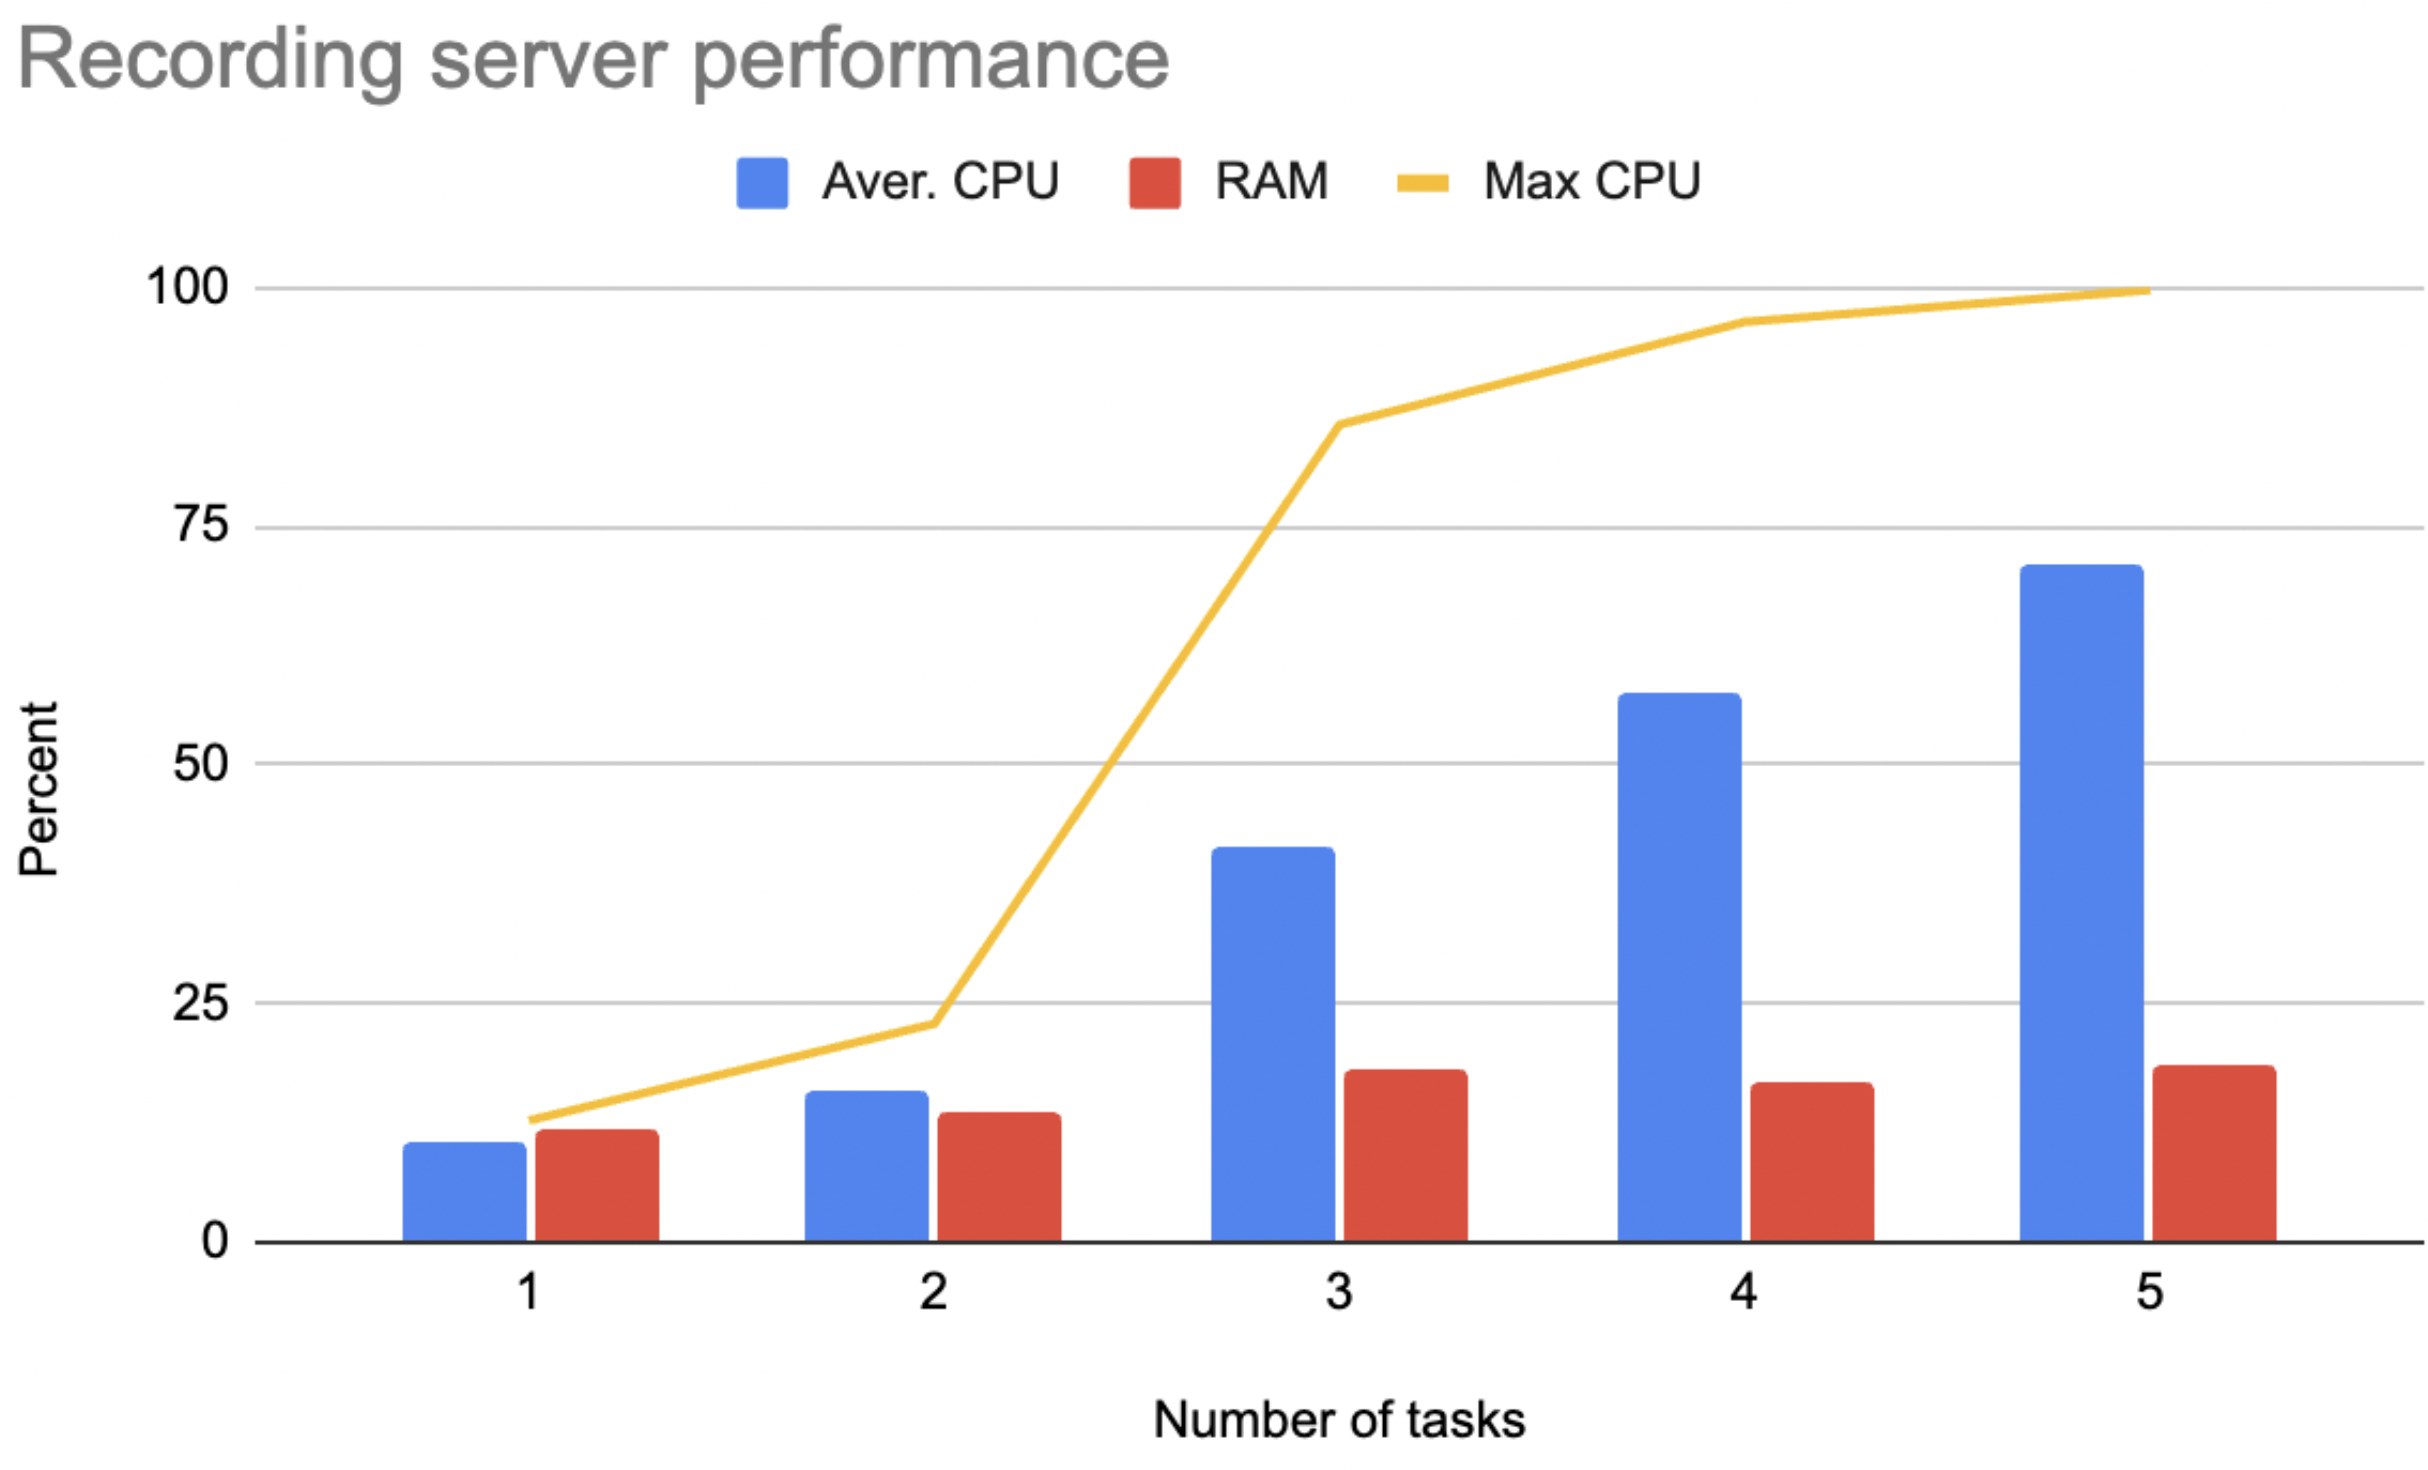 Recording server performance
Aver. CPU RAM Max CPU
100
75
50
25
0
Percent
1 2 3 4 5
Number of tasks